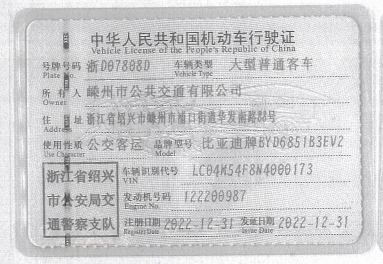 中华人民共和国机动车行驶证
Vehicle License of the People's Republic of China
号牌号码 浙D07808D 车辆类型 大型普通客车
Plate No. Vehicle Type
所有人 嵊州市公共交通有限公司
Owner
住址 浙江省绍兴市嵊州市浦口街道华发南路88号
Address
使用性质 公交客运 品牌型号 比亚迪牌BYD6851B3EV2
Use Character Model
浙江省绍兴市公安局交通警察支队
车辆识别代号 LC04M54F8N4000173
VIN
发动机号码 122200987
Engine No.
注册日期 2022-12-31 发证日期 2022-12-31
Register Date Issue Date